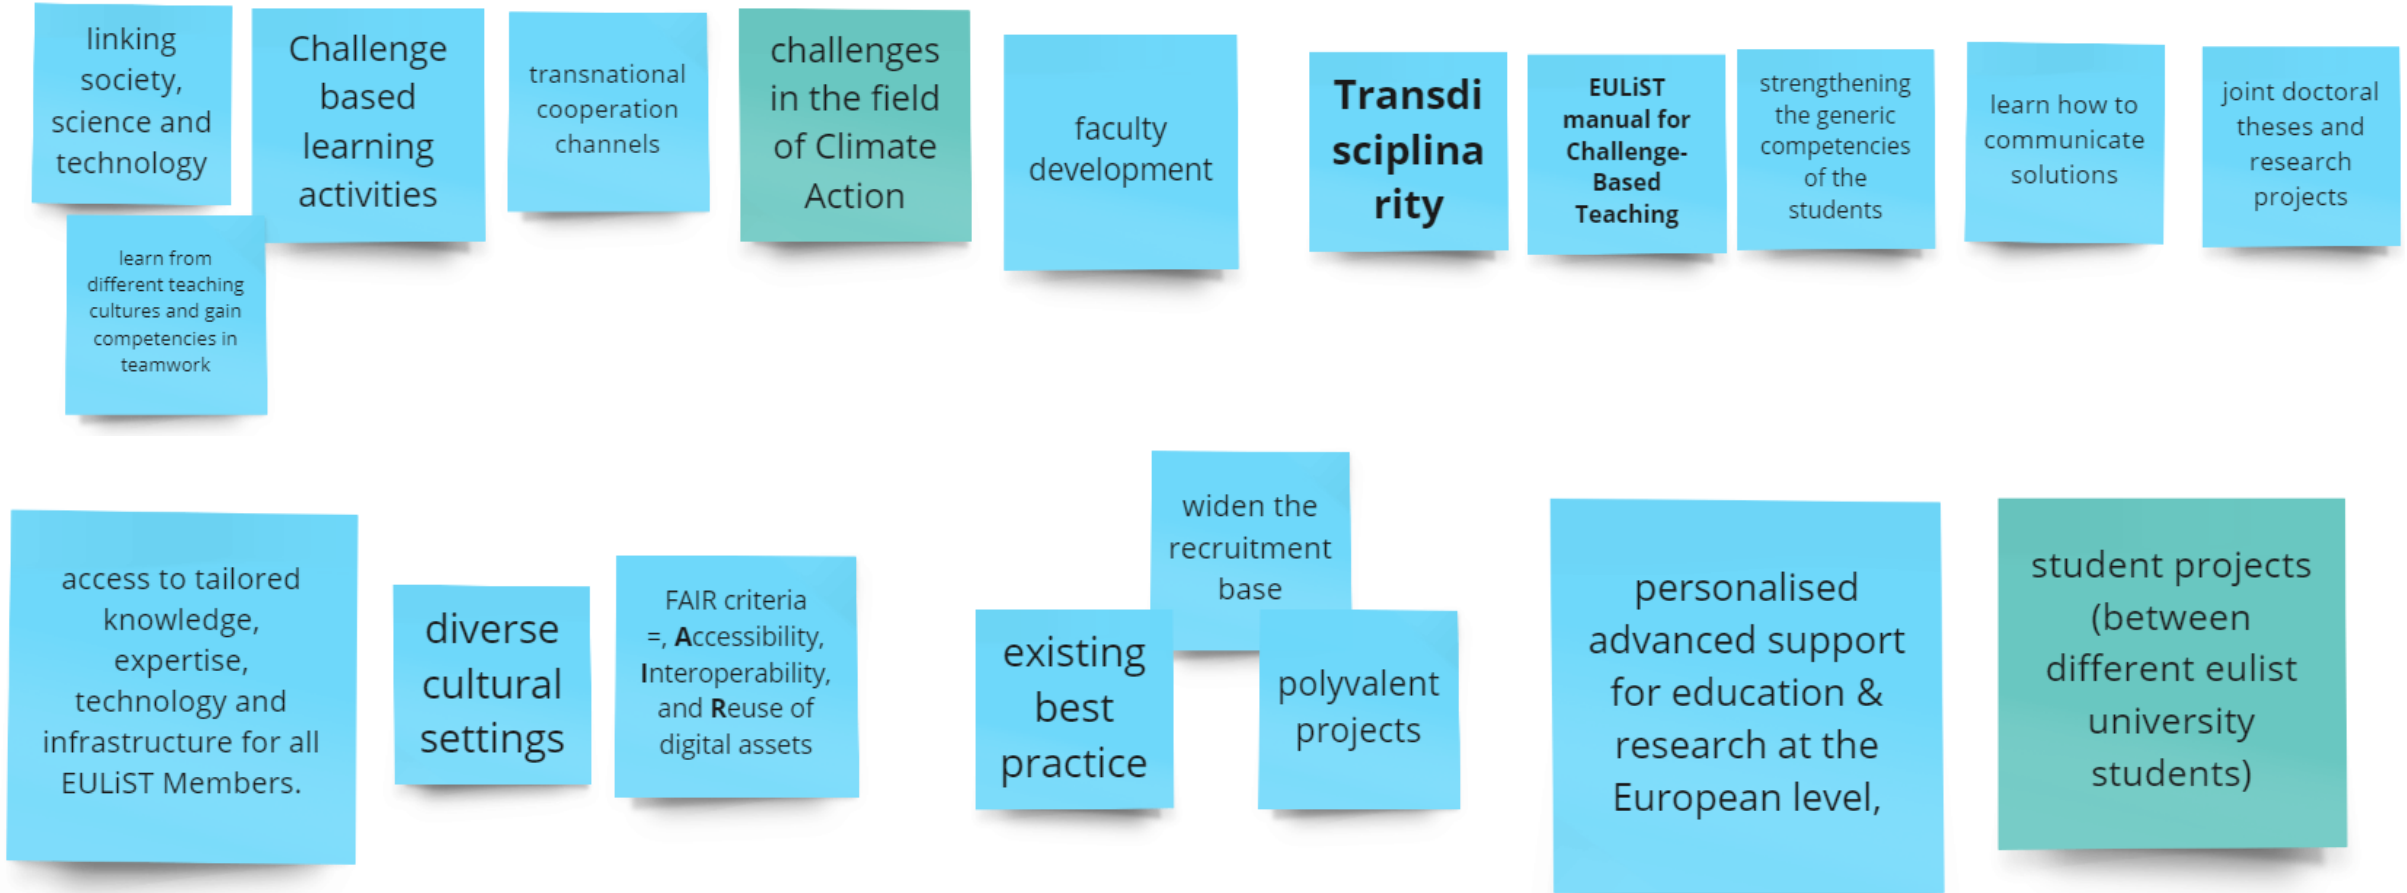 linking
society,
science and
technology
Challenge
based
learning
activities
transnational
cooperation
channels
challenges
in the field
of Climate
Action
faculty
development
Transdi
sciplina
rity
EULiST
manual for
Challenge-
Based
Teaching
strengthening
the generic
competencies
of the
students
learn how to
communicate
solutions
joint doctoral
theses and
research
projects
learn from
different teaching
cultures and gain
competencies in
teamwork
access to tailored
knowledge,
expertise,
technology and
infrastructure for all
EULiST Members.
diverse
cultural
settings
FAIR criteria
=, Accessibility,
Interoperability,
and Reuse of
digital assets
widen the
recruitment
base
existing
best
practice
polyvalent
projects
personalised
advanced support
for education &
research at the
European level,
student projects
(between
different eulist
university
students)